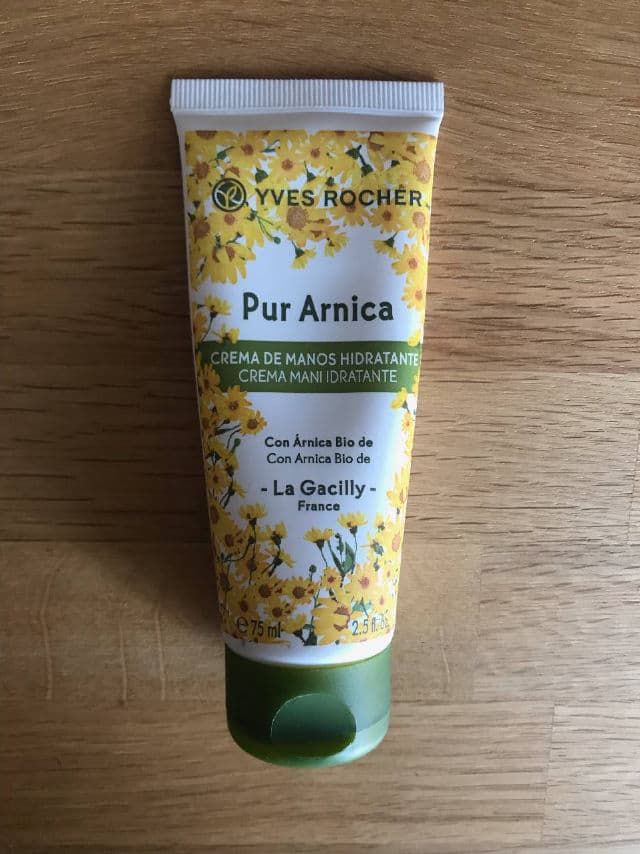 YVES ROCHER
Pur Arnica
CREMA DE MANOS HIDRATANTE
CREMA MANI IDRATANTE
Con Árnica Bio de
Con Arnica Bio de
- La Gacilly -
France
℮ 75 ml 2.5 fl.